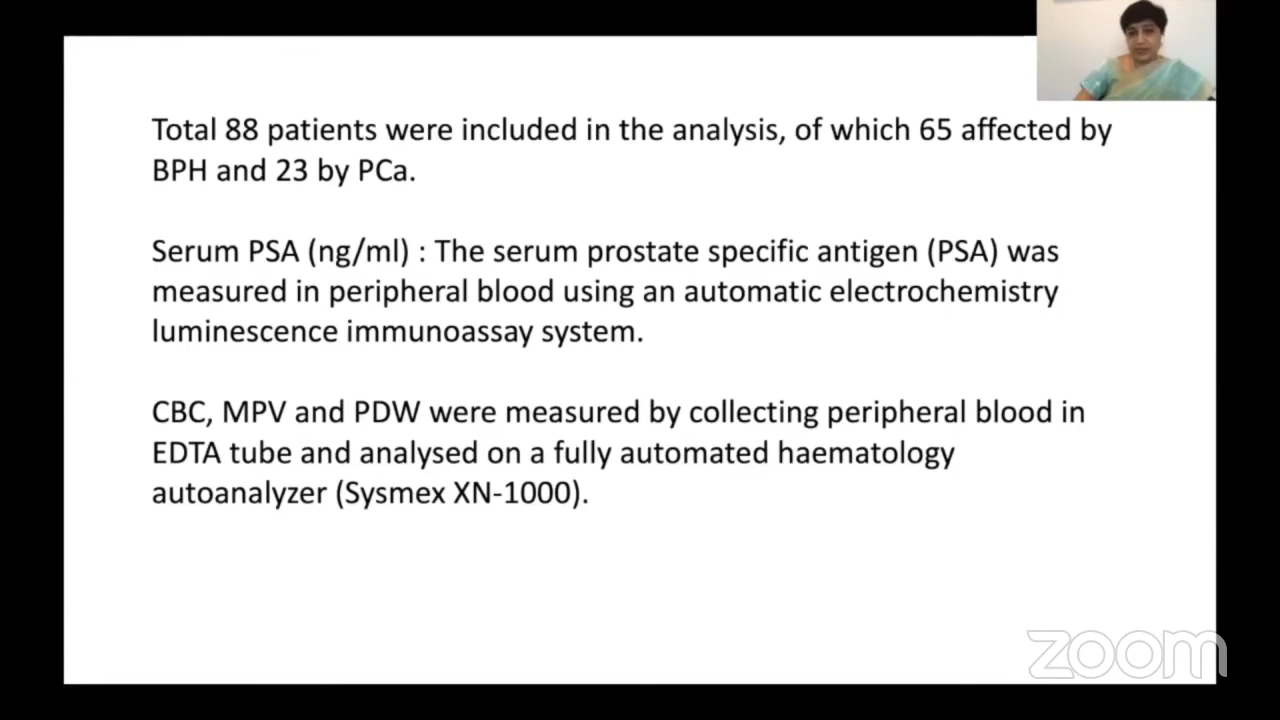 Total 88 patients were included in the analysis, of which 65 affected by
BPH and 23 by PCa.
Serum PSA (ng/ml) : The serum prostate specific antigen (PSA) was
measured in peripheral blood using an automatic electrochemistry
luminescence immunoassay system.
CBC, MPV and PDW were measured by collecting peripheral blood in
EDTA tube and analysed on a fully automated haematology
autoanalyzer (Sysmex XN-1000).
zoom